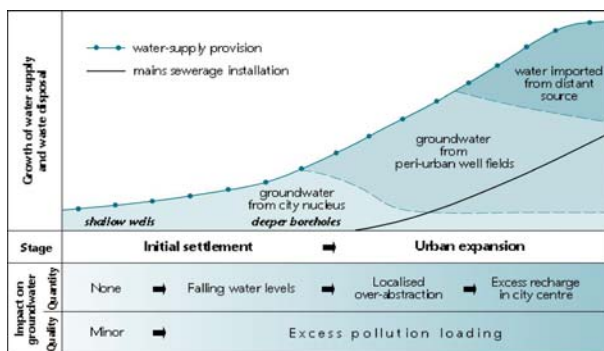 Growth of water supply
and waste disposal
water-supply provision
mains sewerage installation
water imported
from distant
source
groundwater
from
peri-urban well fields
groundwater
from city nucleus
shallow wells
deeper boreholes
Stage
Initial settlement
Urban expansion
Impact on
groundwater
Quantity
None
Falling water levels
Localised
over-abstraction
Excess recharge
in city centre
Quality
Minor
Excess pollution loading